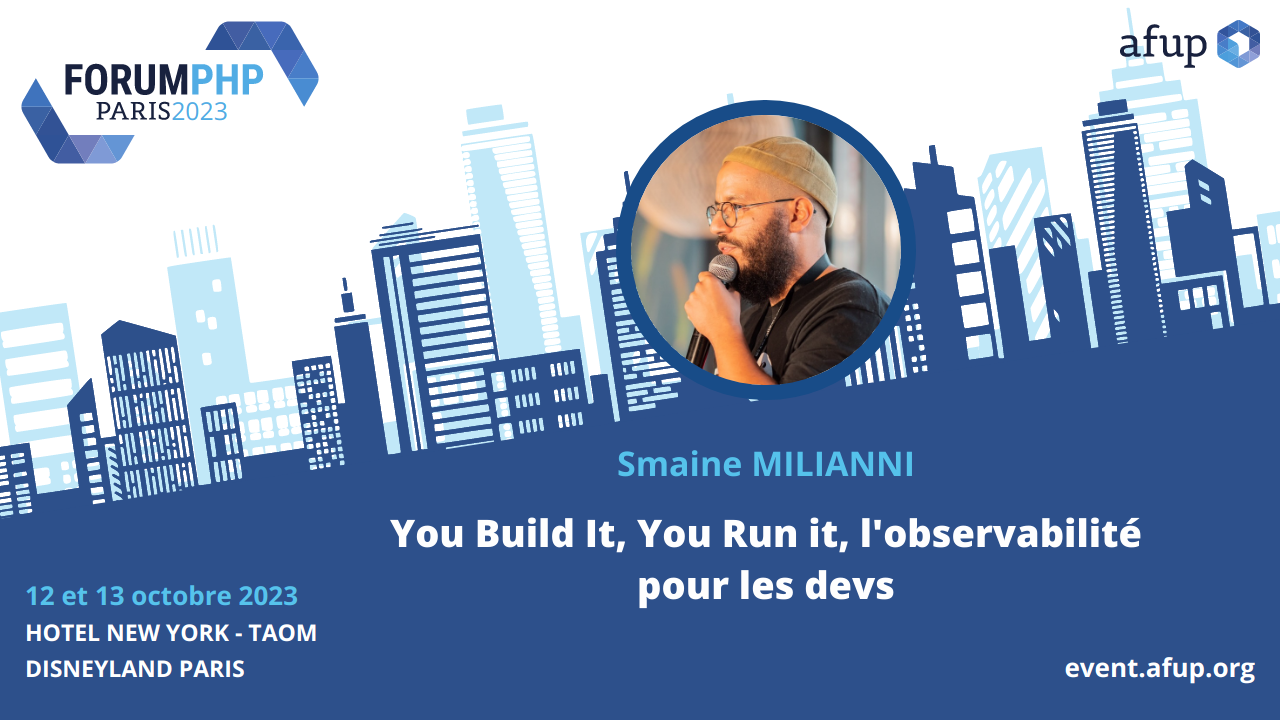 FORUMPHP
PARIS2023
afup
Smaine MILIANNI
You Build It, You Run it, l'observabilité
pour les devs
12 et 13 octobre 2023
HOTEL NEW YORK - TAOM
DISNEYLAND PARIS
event.afup.org